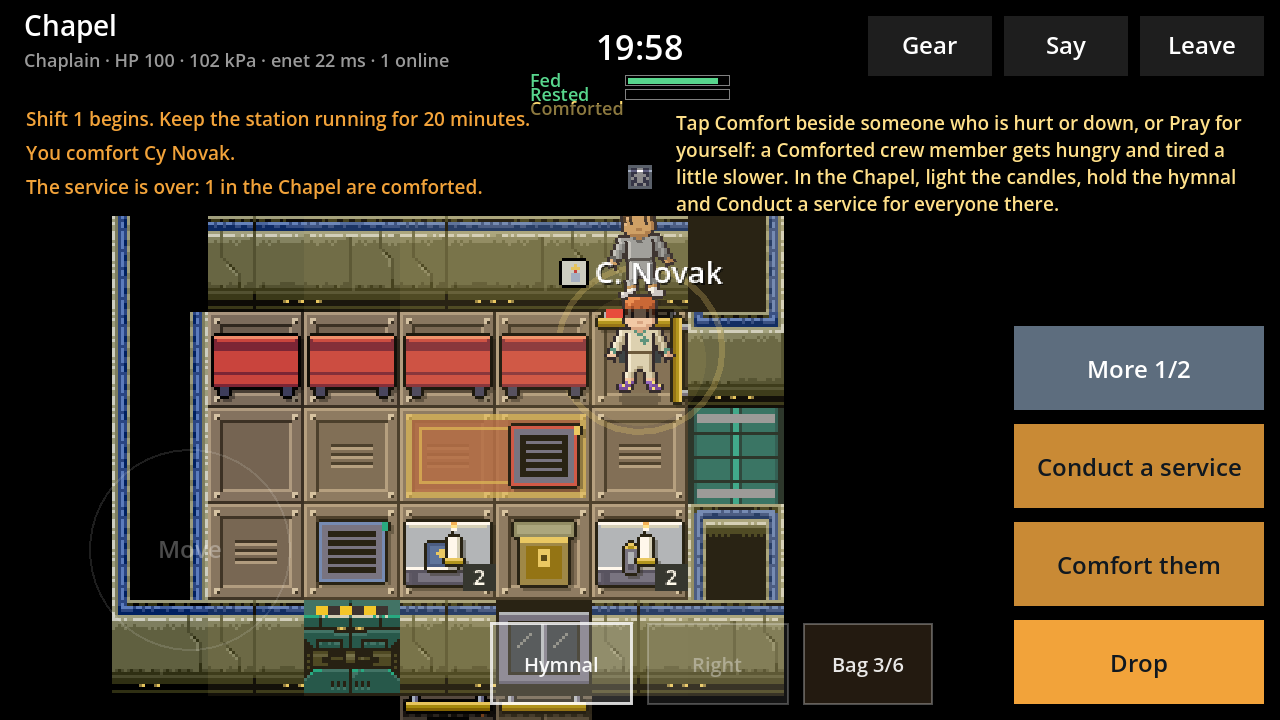 Chapel
Chaplain · HP 100 · 102 kPa · enet 22 ms · 1 online
19:58
Gear
Say
Leave
Fed
Rested
Comforted
Shift 1 begins. Keep the station running for 20 minutes.
You comfort Cy Novak.
The service is over: 1 in the Chapel are comforted.
Tap Comfort beside someone who is hurt or down, or Pray for
yourself: a Comforted crew member gets hungry and tired a
little slower. In the Chapel, light the candles, hold the hymnal
and Conduct a service for everyone there.
C. Novak
More 1/2
Conduct a service
Comfort them
Drop
Move
2
2
Hymnal
Right
Bag 3/6